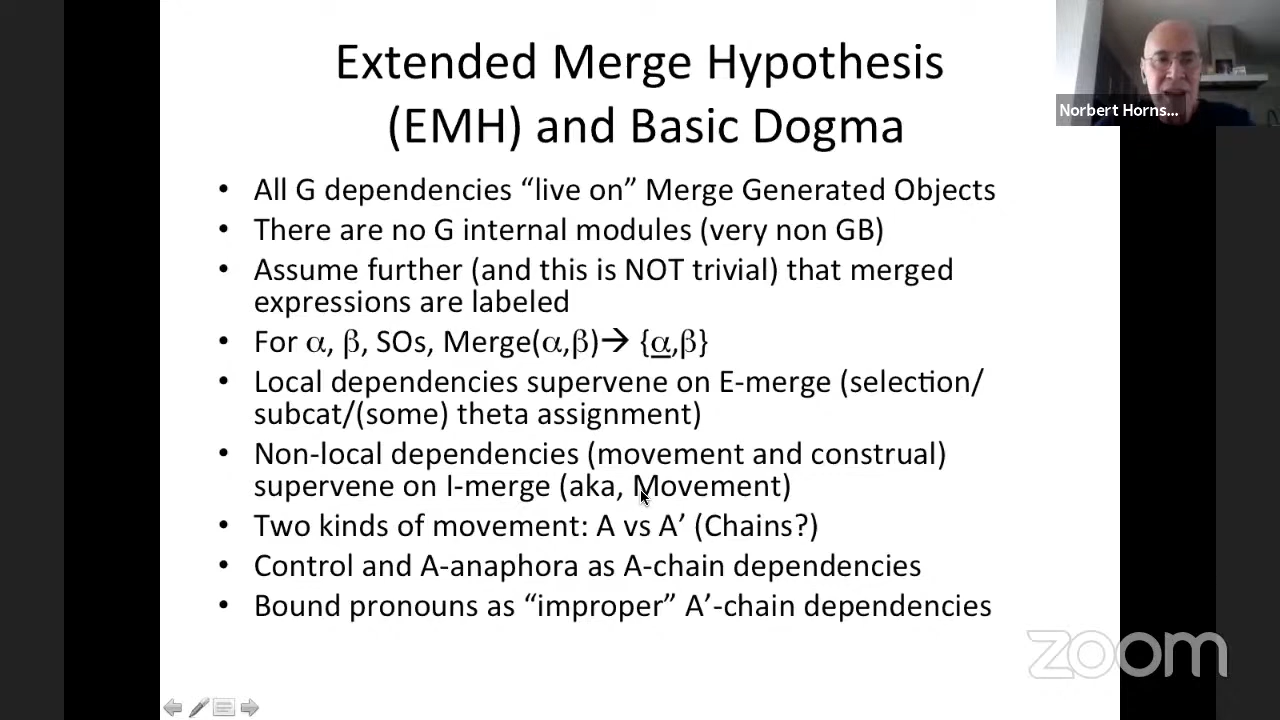 Extended Merge Hypothesis
(EMH) and Basic Dogma
Norbert Horns...
• All G dependencies “live on” Merge Generated Objects
• There are no G internal modules (very non GB)
• Assume further (and this is NOT trivial) that merged
expressions are labeled
• For α, β, SOs, Merge(α,β)→ {α,β}
• Local dependencies supervene on E-merge (selection/
subcat/(some) theta assignment)
• Non-local dependencies (movement and construal)
supervene on I-merge (aka, Movement)
• Two kinds of movement: A vs A’ (Chains?)
• Control and A-anaphora as A-chain dependencies
• Bound pronouns as “improper” A’-chain dependencies
zoom